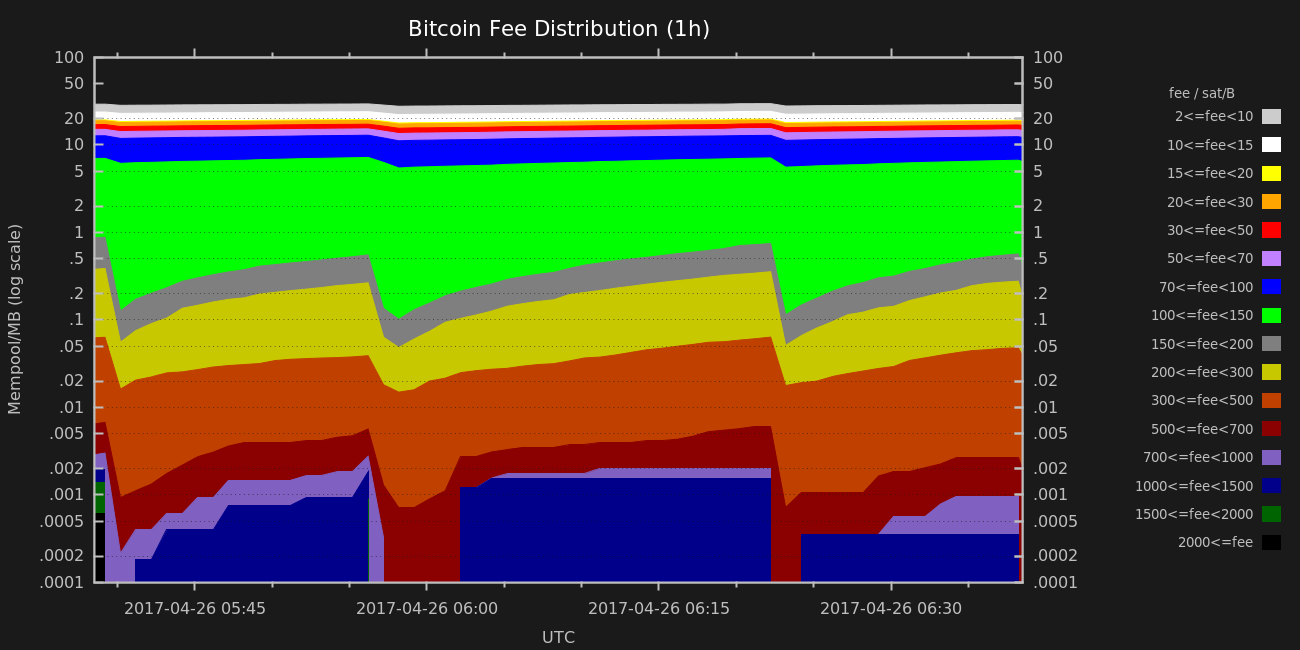 Bitcoin Fee Distribution (1h)
Mempool/MB (log scale)
100
50
20
10
5
2
1
.5
.2
.1
.05
.02
.01
.005
.002
.001
.0005
.0002
.0001
100
50
20
10
5
2
1
.5
.2
.1
.05
.02
.01
.005
.002
.001
.0005
.0002
.0001
2017-04-26 05:45
2017-04-26 06:00
2017-04-26 06:15
2017-04-26 06:30
UTC
fee / sat/B
2<=fee<10
10<=fee<15
15<=fee<20
20<=fee<30
30<=fee<50
50<=fee<70
70<=fee<100
100<=fee<150
150<=fee<200
200<=fee<300
300<=fee<500
500<=fee<700
700<=fee<1000
1000<=fee<1500
1500<=fee<2000
2000<=fee